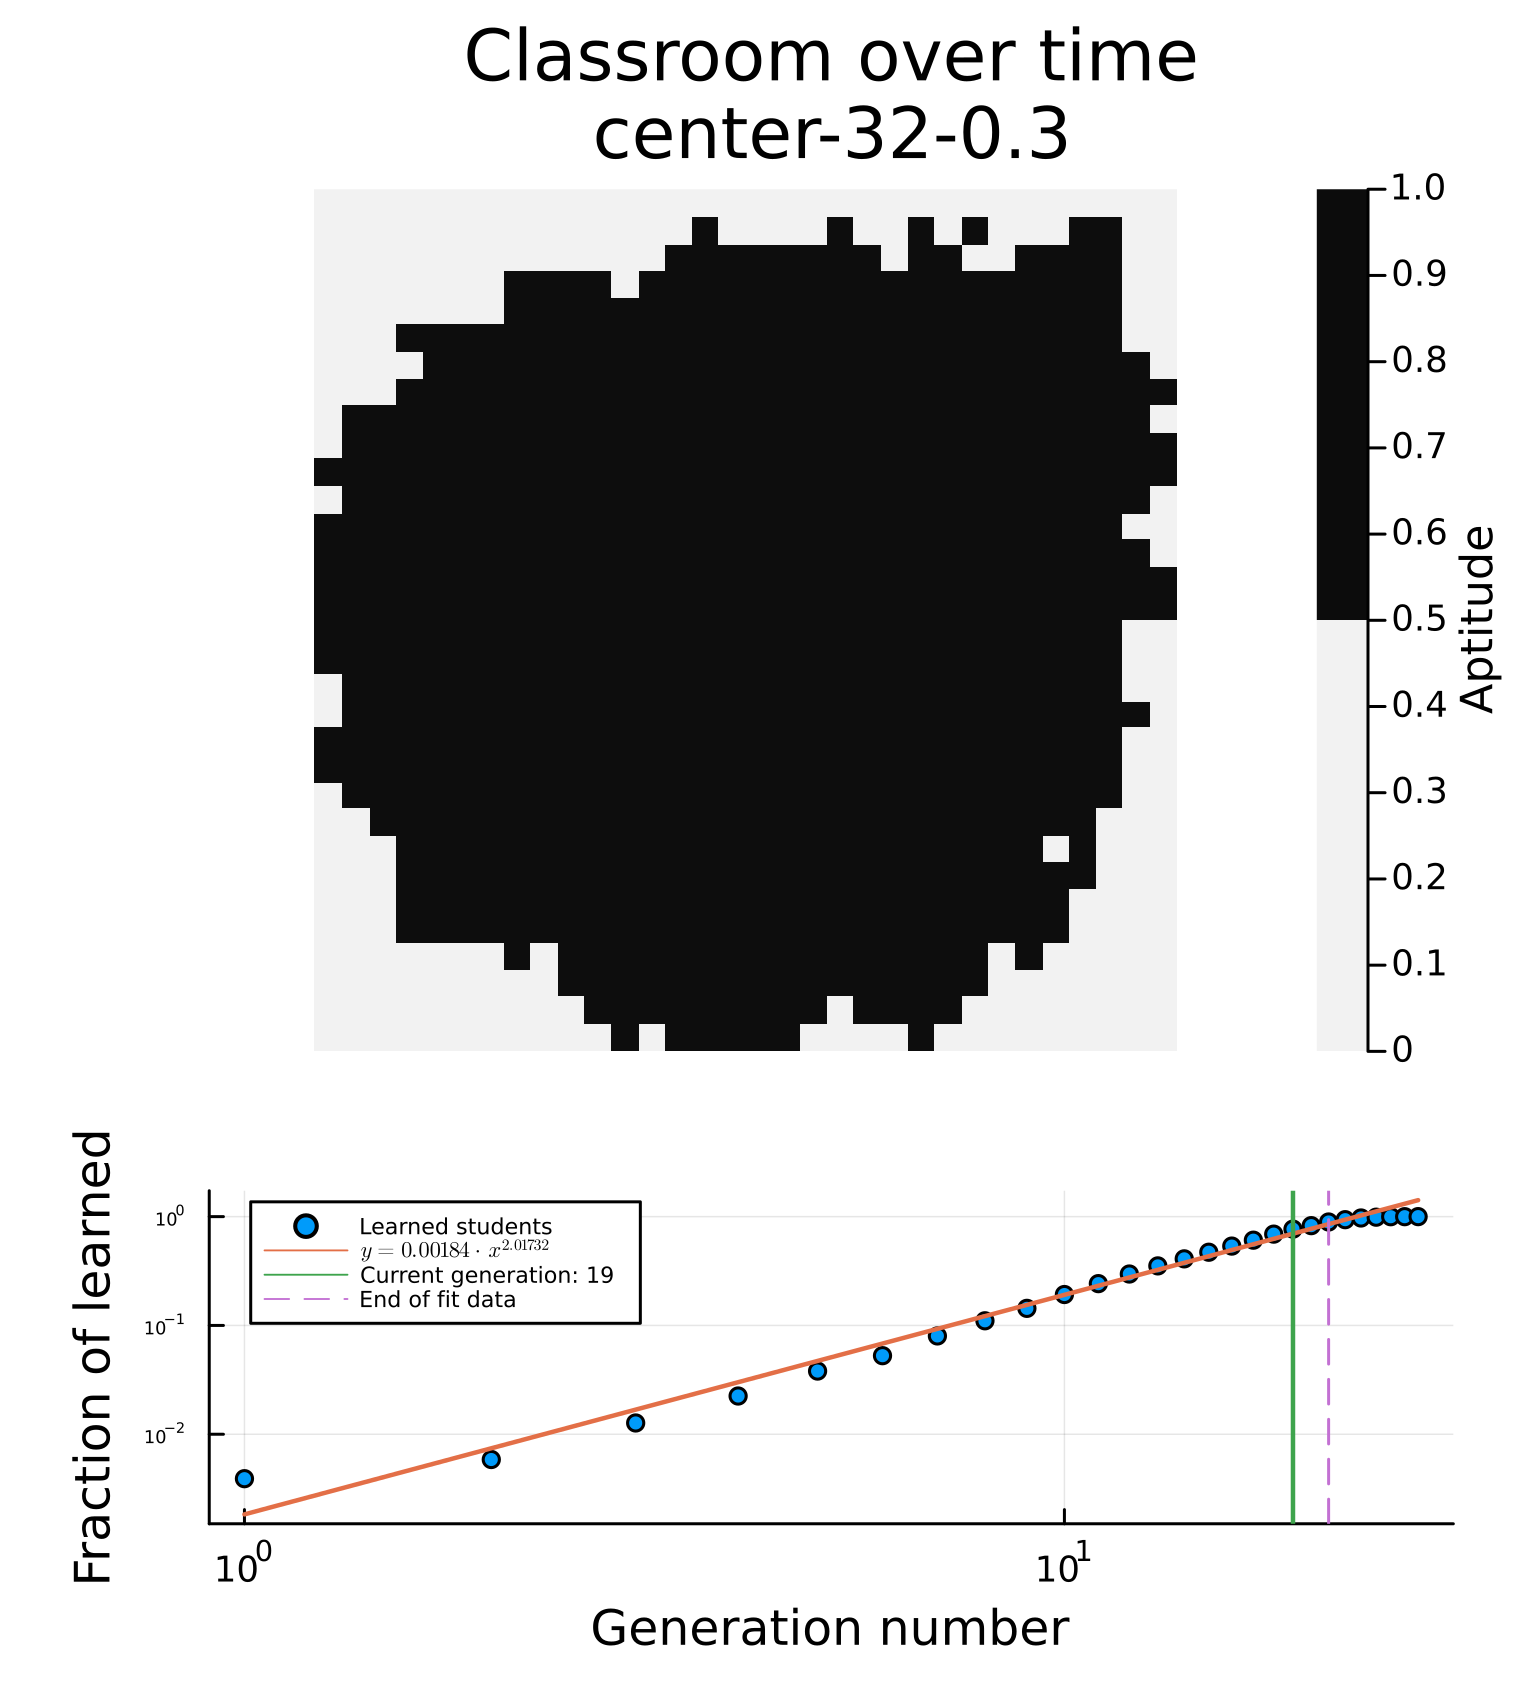 Classroom over time
center-32-0.3
1.0
0.9
0.8
0.7
0.6
0.5
0.4
0.3
0.2
0.1
0
Aptitude
Fraction of learned
10^0
10^-1
10^-2
Learned students
y = 0.00184 · x^2.01732
Current generation: 19
End of fit data
10^0
10^1
Generation number